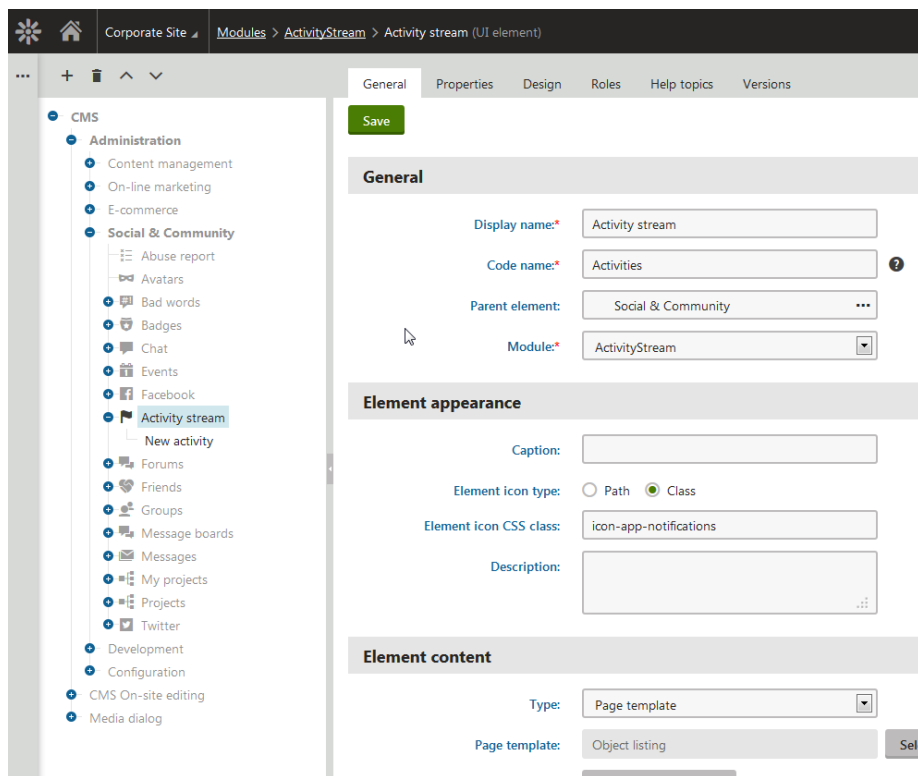 Corporate Site Modules > ActivityStream > Activity stream (UI element)
General Properties Design Roles Help topics Versions
CMS
Administration
Content management
On-line marketing
E-commerce
Social & Community
Abuse report
Avatars
Bad words
Badges
Chat
Events
Facebook
Activity stream
New activity
Forums
Friends
Groups
Message boards
Messages
My projects
Projects
Twitter
Development
Configuration
CMS On-site editing
Media dialog
Save
General
Display name:* Activity stream
Code name:* Activities
Parent element: Social & Community ...
Module:* ActivityStream
Element appearance
Caption:
Element icon type: Path Class
Element icon CSS class: icon-app-notifications
Description:
Element content
Type: Page template
Page template: Object listing Sel